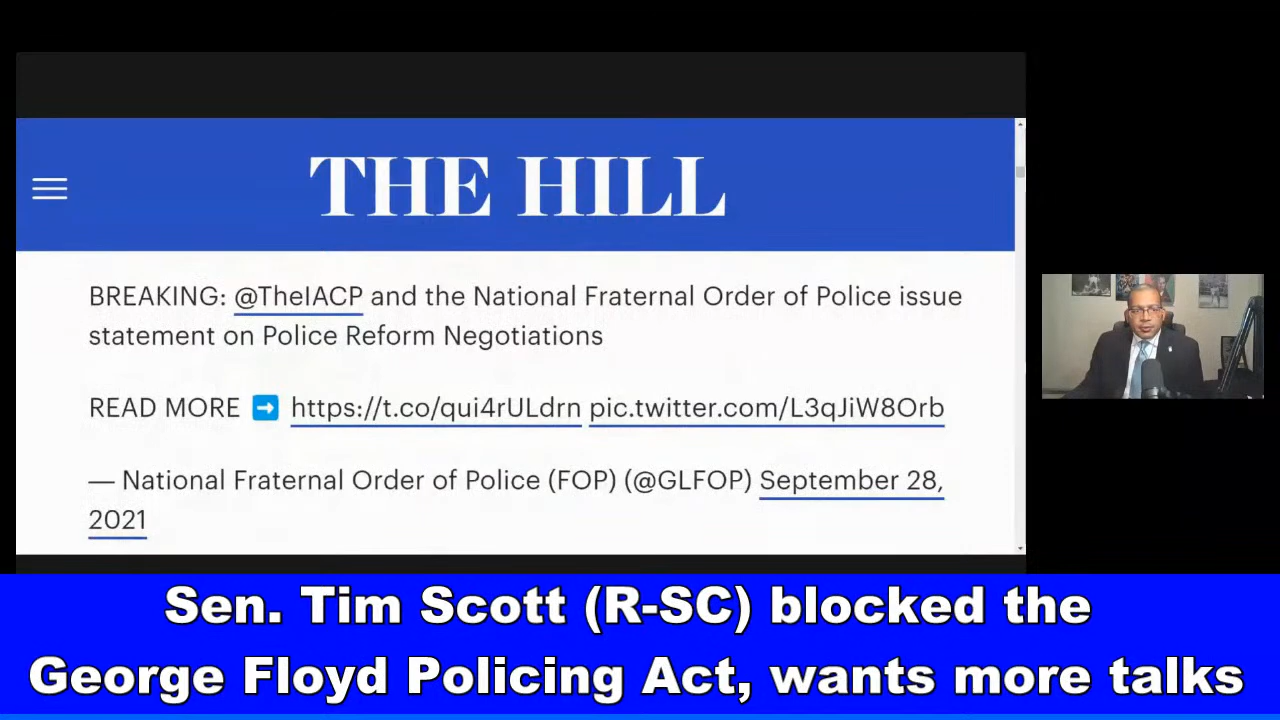 THE HILL
BREAKING: @TheIACP and the National Fraternal Order of Police issue
statement on Police Reform Negotiations
READ MORE ➡️ https://t.co/qui4rULdrn pic.twitter.com/L3qJiW8Orb
— National Fraternal Order of Police (FOP) (@GLFOP) September 28,
2021
Sen. Tim Scott (R-SC) blocked the
George Floyd Policing Act, wants more talks